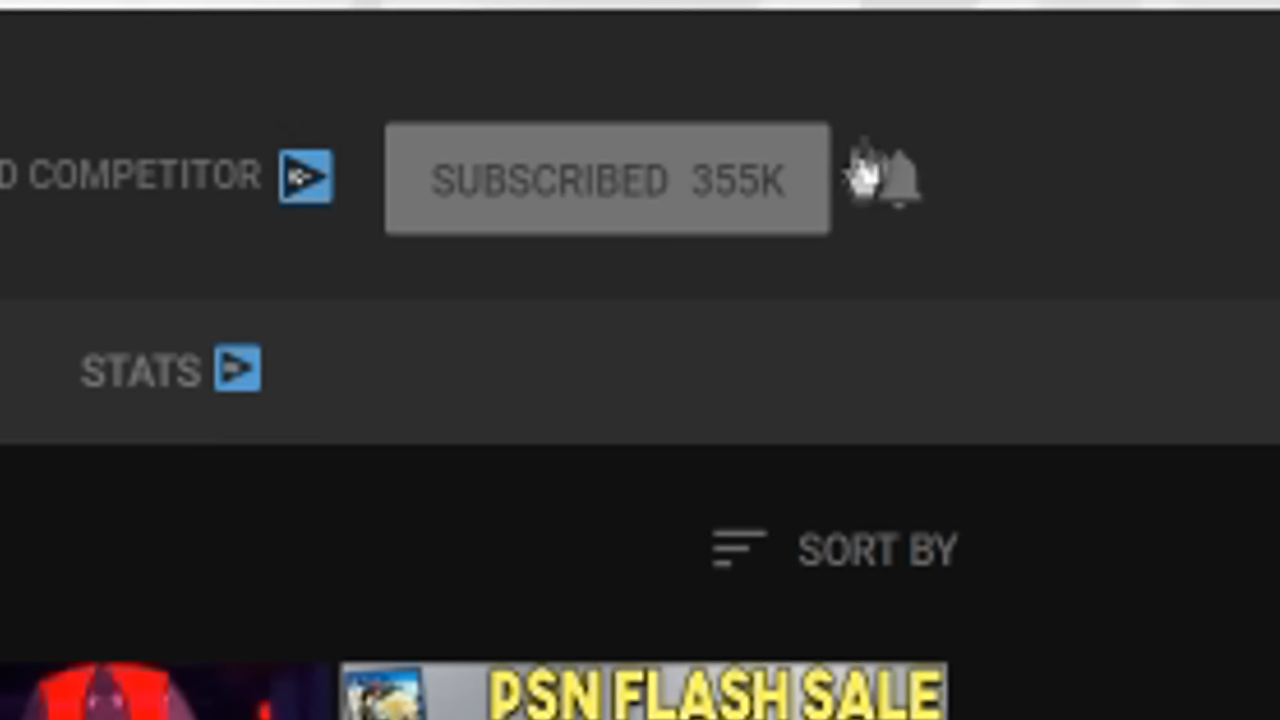 D COMPETITOR
SUBSCRIBED 355K
STATS
SORT BY
PSN FLASH SALE